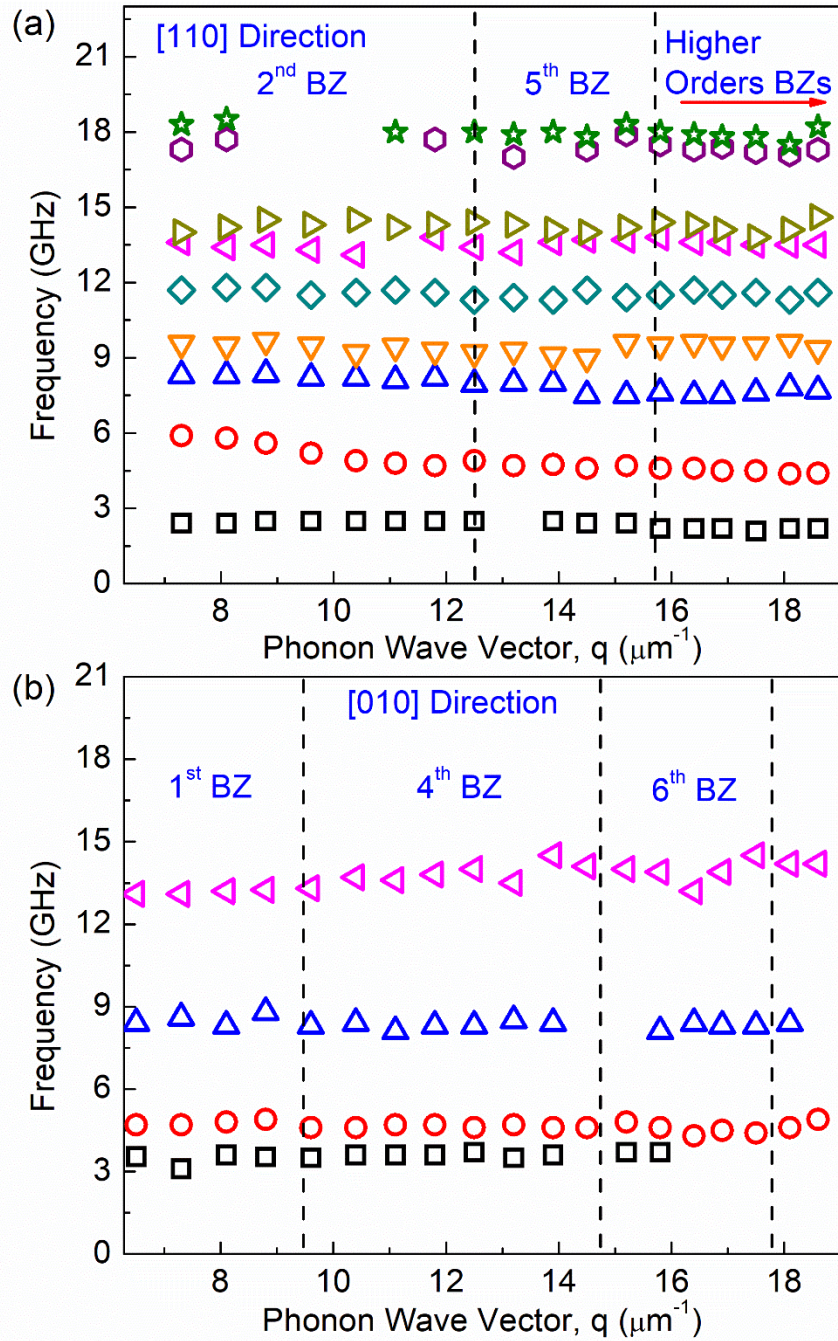 (a)
[110] Direction
2nd BZ
5th BZ
Higher
Orders BZs
21
18
15
12
9
6
3
0
Frequency (GHz)
8 10 12 14 16 18
Phonon Wave Vector, q (μm-1)
(b)
[010] Direction
1st BZ
4th BZ
6th BZ
21
18
15
12
9
6
3
0
Frequency (GHz)
8 10 12 14 16 18
Phonon Wave Vector, q (μm-1)